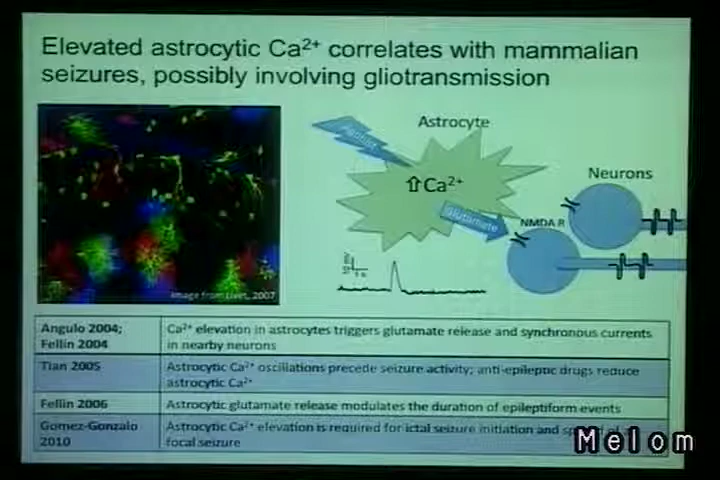 Elevated astrocytic Ca²⁺ correlates with mammalian
seizures, possibly involving gliotransmission
Agonist
Astrocyte
⇧Ca²⁺
Glutamate
NMDA R
Neurons
Image from Livet, 2007
Angulo 2004;
Fellin 2004
Ca²⁺ elevation in astrocytes triggers glutamate release and synchronous currents
in nearby neurons
Tian 2005
Astrocytic Ca²⁺ oscillations precede seizure activity; anti-epileptic drugs reduce
astrocytic Ca²⁺
Fellin 2006
Astrocytic glutamate release modulates the duration of epileptiform events
Gomez-Gonzalo
2010
Astrocytic Ca²⁺ elevation is required for ictal seizure initiation and
focal seizure
Melom